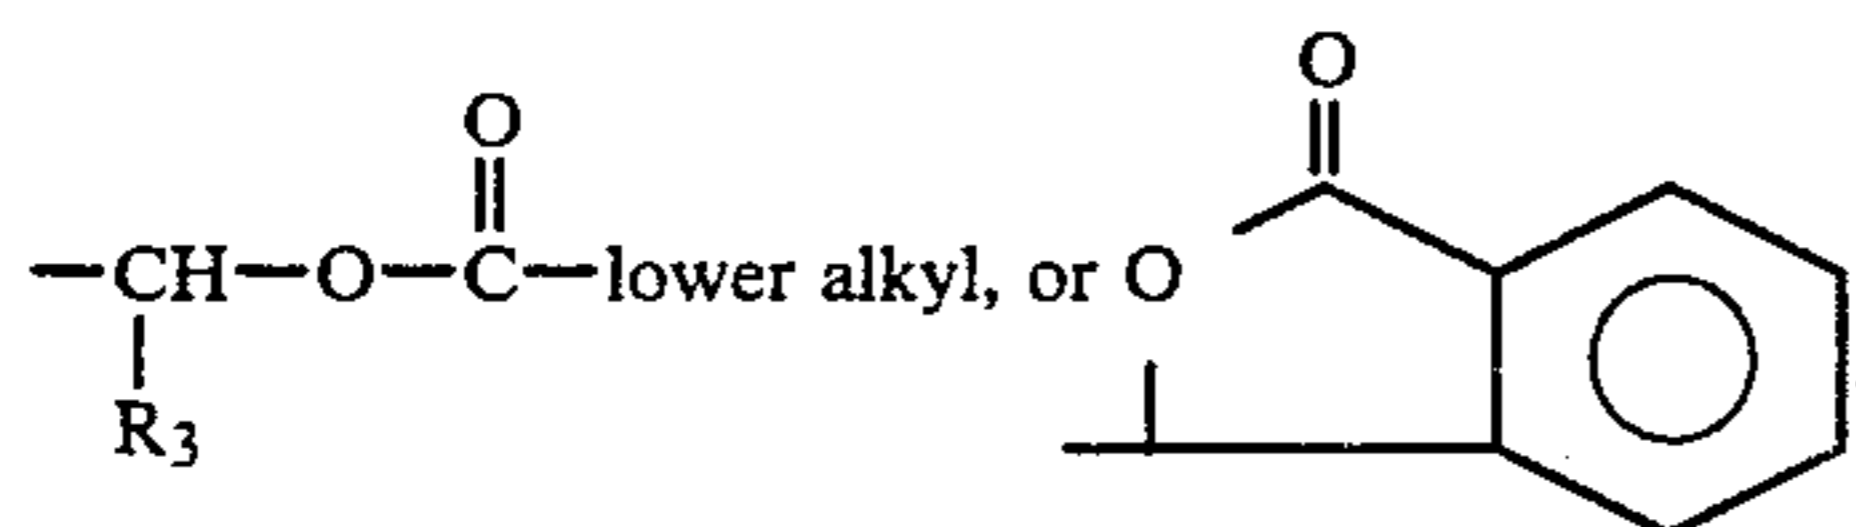 O
O
—CH—O—C—lower alkyl, or O
R3